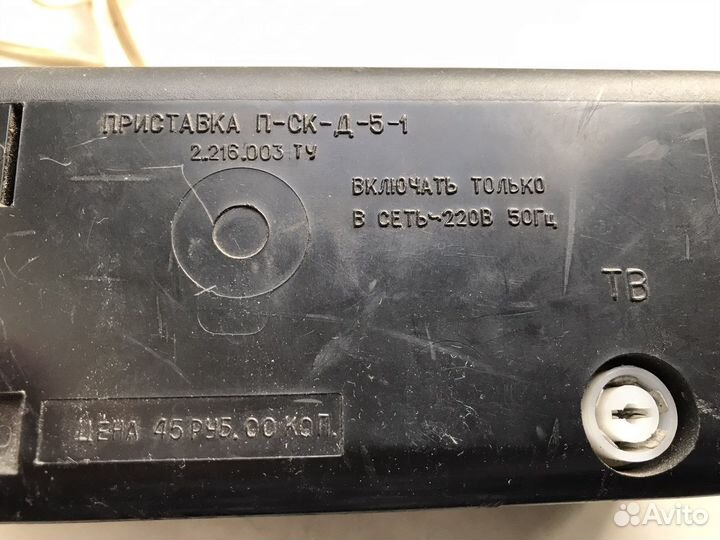 ПРИСТАВКА П-СК-Д-5-1
2.216.003 ТУ
ВКЛЮЧАТЬ ТОЛЬКО
В СЕТЬ~220В 50Гц
ТВ
ЦЕНА 45 РУБ. 00 КОП.
Avito